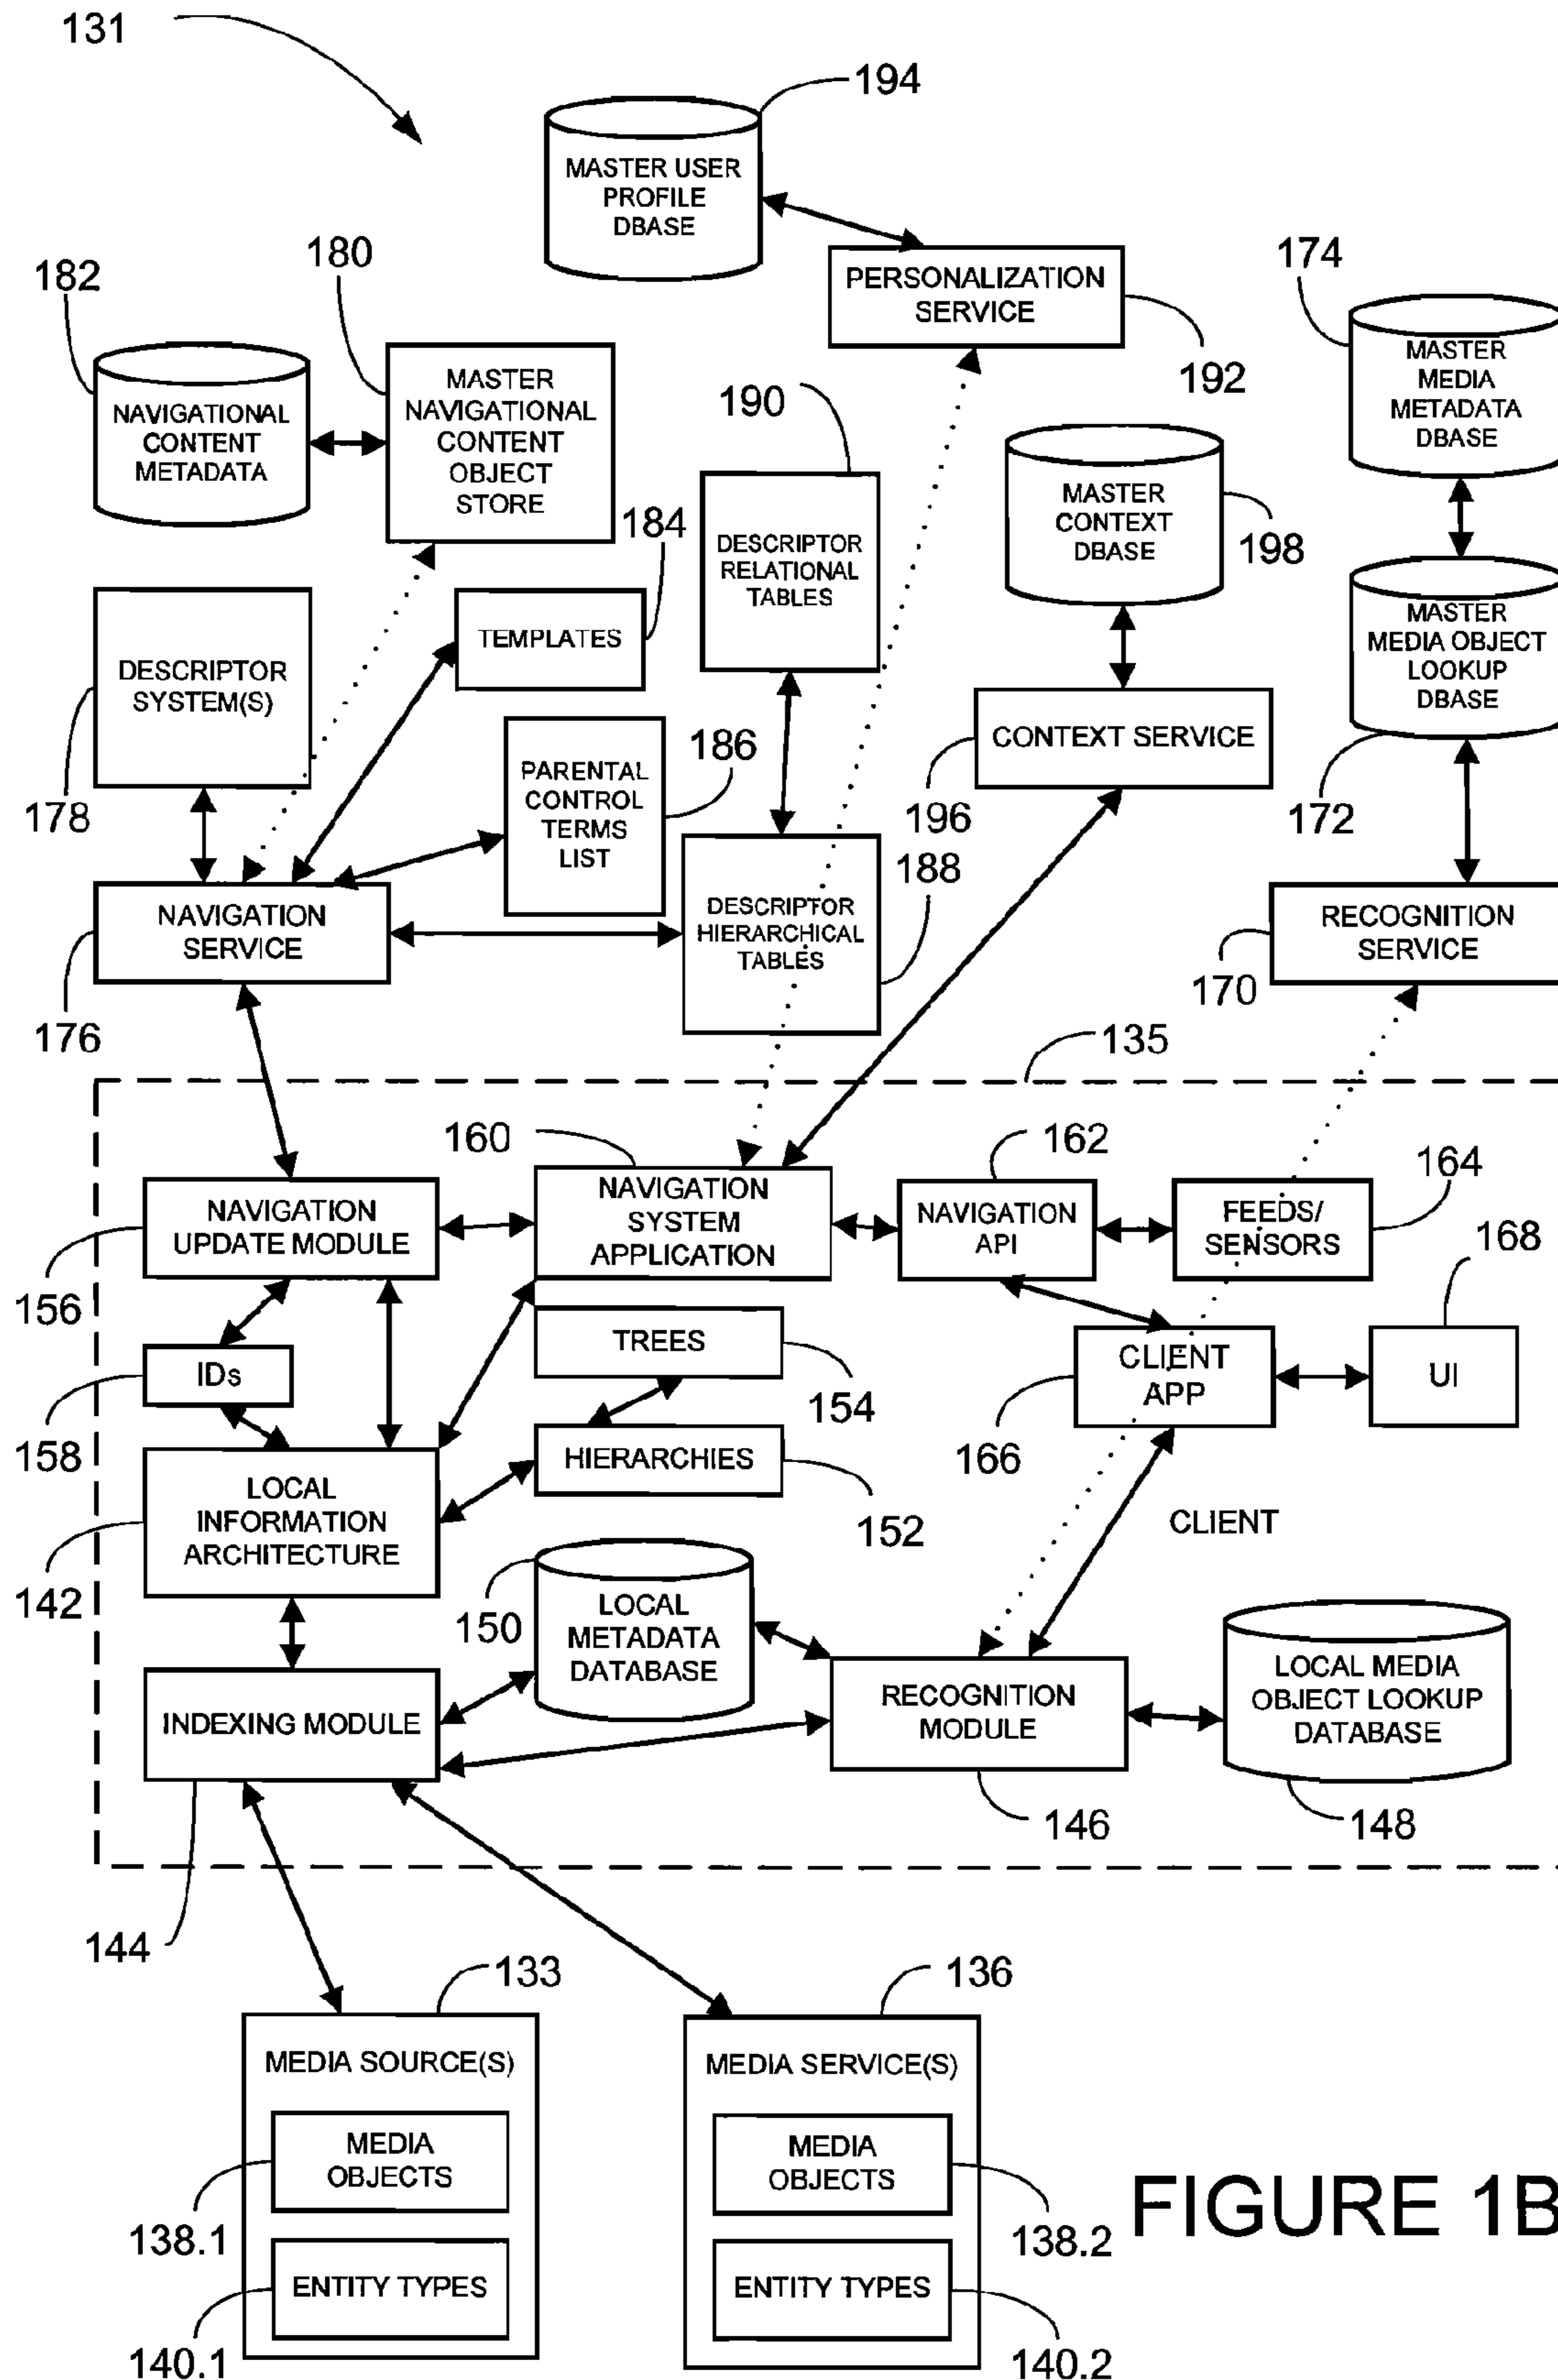 131
194
MASTER USER
PROFILE
DBASE
182
180
PERSONALIZATION
SERVICE
174
192
NAVIGATIONAL
CONTENT
METADATA
MASTER
NAVIGATIONAL
CONTENT
OBJECT
STORE
190
MASTER
MEDIA
METADATA
DBASE
184
DESCRIPTOR
RELATIONAL
TABLES
MASTER
CONTEXT
DBASE
198
DESCRIPTOR
SYSTEM(S)
TEMPLATES
MASTER
MEDIA OBJECT
LOOKUP
DBASE
178
PARENTAL
CONTROL
TERMS
LIST
186
CONTEXT SERVICE
196
172
188
NAVIGATION
SERVICE
DESCRIPTOR
HIERARCHICAL
TABLES
RECOGNITION
SERVICE
176
170
135
160
162
164
NAVIGATION
UPDATE MODULE
NAVIGATION
SYSTEM
APPLICATION
NAVIGATION
API
FEEDS/
SENSORS
168
156
IDs
TREES
CLIENT
APP
UI
158
154
166
LOCAL
INFORMATION
ARCHITECTURE
HIERARCHIES
152
CLIENT
142
150
LOCAL
METADATA
DATABASE
INDEXING MODULE
RECOGNITION
MODULE
LOCAL MEDIA
OBJECT LOOKUP
DATABASE
146
148
144
133
136
MEDIA SOURCE(S)
MEDIA SERVICE(S)
MEDIA
OBJECTS
MEDIA
OBJECTS
138.1
138.2
FIGURE 1B
ENTITY TYPES
ENTITY TYPES
140.1
140.2